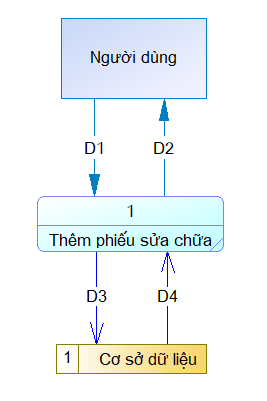 Người dùng
D1 D2
1
Thêm phiếu sửa chữa
D3 D4
1 Cơ sở dữ liệu